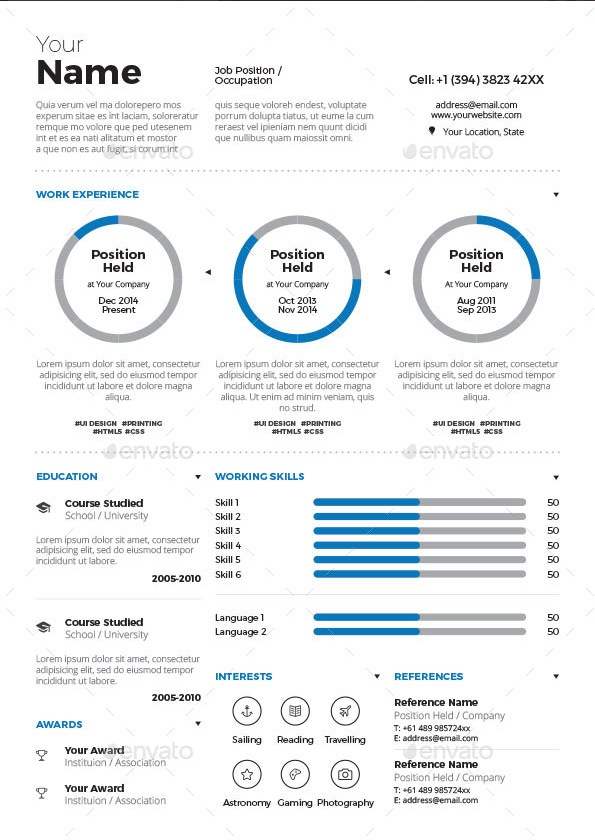 Your
Name
Job Position /
Occupation
Cell: +1 (394) 3823 42XX
Quia verum vel ma dolorepero mos
experum sitae es int laciam, soloreratur
remque mo volore que ped utesenem
int et es ea nati alitatum et mostor
a que non es aut fugit, si corum int
quis seque voloreh endest, voluptate
porrum dolupta tiatus, ut eume la cum
reraest vel ipieniam nem quunt dicidi
que nullibus quam maiossit omni.
address@email.com
www.yourwebsite.com
Your Location, State
envato
envato
WORK EXPERIENCE
Position
Held
at Your Company
Dec 2014
Present
Position
Held
at Your Company
Oct 2013
Nov 2014
Position
Held
At Your Company
Aug 2011
Sep 2013
Lorem ipsum dolor sit amet, consectetur
adipisicing elit, sed do eiusmod tempor
incididunt ut labore et dolore magna
aliqua.
Lorem ipsum dolor sit amet, consectetur
adipisicing elit, sed do eiusmod tempor
incididunt ut labore et dolore magna
aliqua. Ut enim ad minim veniam, quis
no strud.
Lorem ipsum dolor sit amet, consectetur
adipisicing elit, sed do eiusmod tempor
incididunt ut labore et dolore magna
aliqua.
#UI DESIGN #PRINTING
#HTML5 #CSS
#UI DESIGN #PRINTING
#HTML5 #CSS
#UI DESIGN #PRINTING
#HTML5 #CSS
envato
envato
EDUCATION
Course Studied
School / University
Lorem ipsum dolor sit amet, consectetur
adipisicing elit, sed do eiusmod tempor
incididunt ut labore.
2005-2010
Course Studied
School / University
Lorem ipsum dolor sit amet, consectetur
adipisicing elit, sed do eiusmod tempor
incididunt ut labore.
2005-2010
AWARDS
Your Award
Instituion / Association
Your Award
Instituion / Association
WORKING SKILLS
Skill 1 50
Skill 2 50
Skill 3 50
Skill 4 50
Skill 5 50
Skill 6 50
Language 1 50
Language 2 50
INTERESTS
Sailing Reading Travelling
Astronomy Gaming Photography
REFERENCES
Reference Name
Position Held / Company
T: +61 489 985724xx
E: address@email.com
Reference Name
Position Held / Company
T: +61 489 985724xx
E: address@email.com
envato
envato